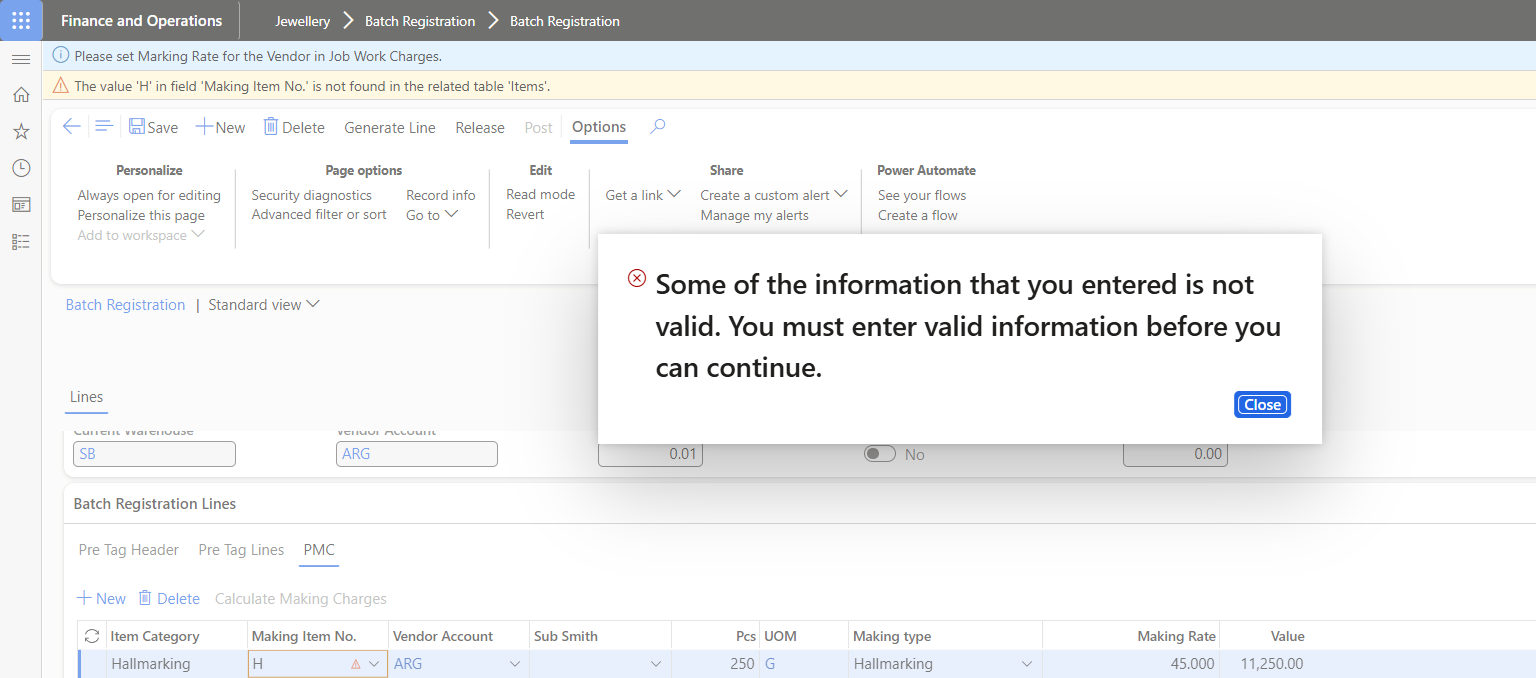 Finance and Operations
Jewellery
Batch Registration
Batch Registration
Please set Marking Rate for the Vendor in Job Work Charges.
The value 'H' in field 'Making Item No.' is not found in the related table 'Items'.
Save New Delete Generate Line Release Post Options
Personalize
Always open for editing
Personalize this page
Add to workspace
Page options
Security diagnostics Record info
Advanced filter or sort Go to
Edit
Read mode
Revert
Share
Get a link Create a custom alert
Manage my alerts
Power Automate
See your flows
Create a flow
Some of the information that you entered is not
valid. You must enter valid information before you
can continue.
Close
Batch Registration | Standard view
Lines
Current Warehouse Vendor Account
SB ARG 0.01 No 0.00
Batch Registration Lines
Pre Tag Header Pre Tag Lines PMC
New Delete Calculate Making Charges
Item Category Making Item No. Vendor Account Sub Smith Pcs UOM Making type Making Rate Value
Hallmarking H ARG 250 G Hallmarking 45.000 11,250.00